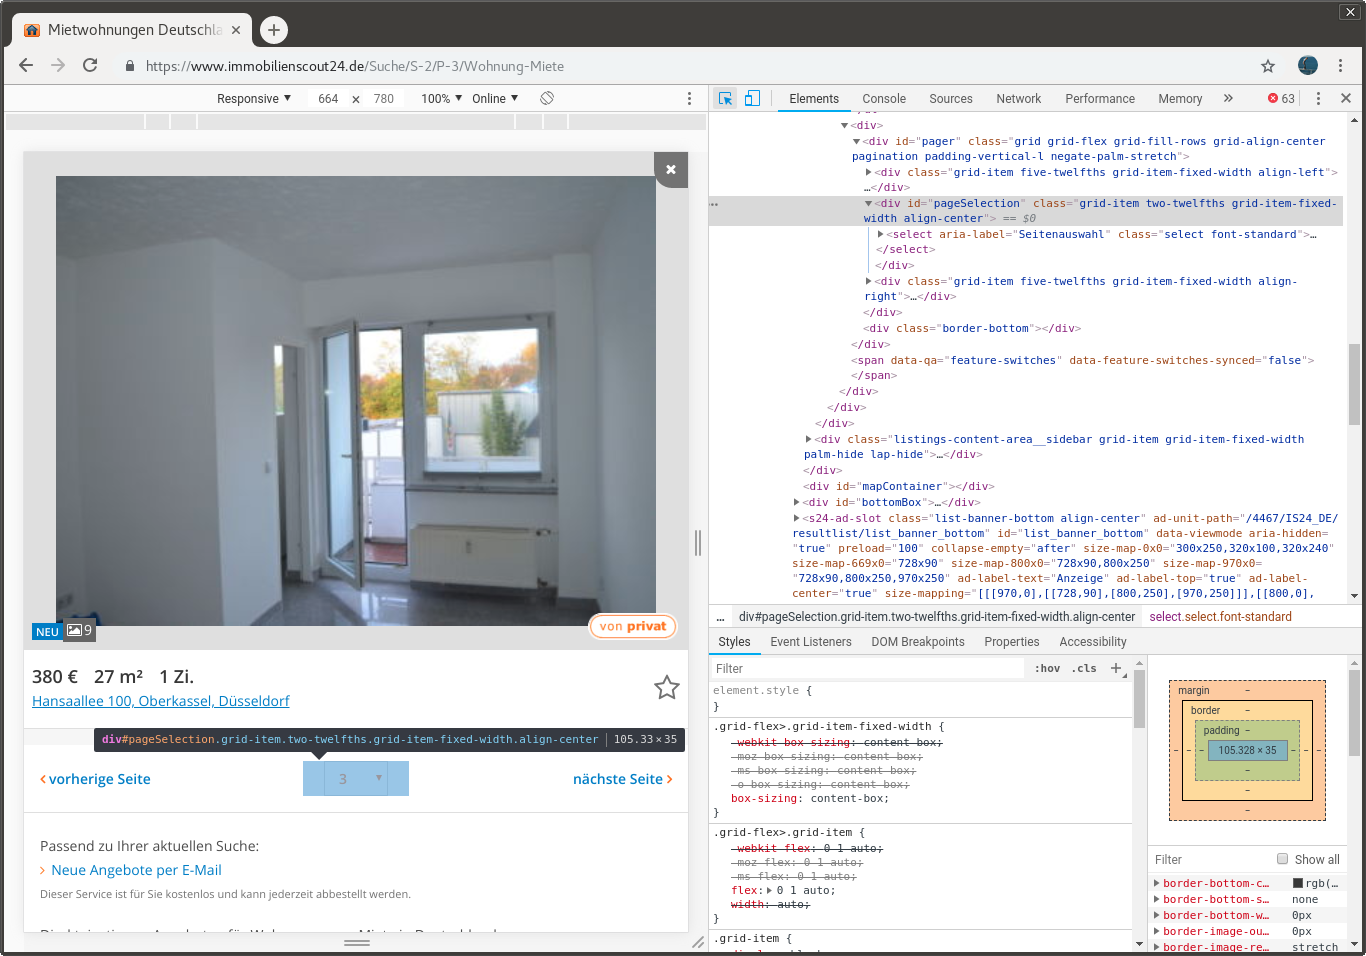 Mietwohnungen Deutschla
https://www.immobilienscout24.de/Suche/S-2/P-3/Wohnung-Miete
Responsive ▼ 664 x 780 100% ▼ Online ▼
NEU 9
von privat
380 € 27 m² 1 Zi.
Hansaallee 100, Oberkassel, Düsseldorf
div#pageSelection.grid-item.two-twelfths.grid-item-fixed-width.align-center 105.33 × 35
vorherige Seite 3 nächste Seite
Passend zu Ihrer aktuellen Suche:
Neue Angebote per E-Mail
Dieser Service ist für Sie kostenlos und kann jederzeit abbestellt werden.
Elements Console Sources Network Performance Memory » 63
<div>
<div id="pager" class="grid grid-flex grid-fill-rows grid-align-center
pagination padding-vertical-l negate-palm-stretch">
<div class="grid-item five-twelfths grid-item-fixed-width align-left">
…</div>
<div id="pageSelection" class="grid-item two-twelfths grid-item-fixed-
width align-center"> == $0
<select aria-label="Seitenauswahl" class="select font-standard">…
</select>
</div>
<div class="grid-item five-twelfths grid-item-fixed-width align-
right">…</div>
</div>
<div class="border-bottom"></div>
</div>
<span data-qa="feature-switches" data-feature-switches-synced="false">
</span>
</div>
</div>
</div>
<div class="listings-content-area__sidebar grid-item grid-item-fixed-width
palm-hide lap-hide">…</div>
</div>
<div id="mapContainer"></div>
<div id="bottomBox">…</div>
<s24-ad-slot class="list-banner-bottom align-center" ad-unit-path="/4467/IS24_DE/
resultlist/list_banner_bottom" id="list_banner_bottom" data-viewmode aria-hidden=
"true" preload="100" collapse-empty="after" size-map-0x0="300x250,320x100,320x240"
size-map-669x0="728x90" size-map-800x0="728x90,800x250" size-map-970x0=
"728x90,800x250,970x250" ad-label-text="Anzeige" ad-label-top="true" ad-label-
center="true" size-mapping="[[[970,0],[[728,90],[800,250],[970,250]]],[[800,0],
… div#pageSelection.grid-item.two-twelfths.grid-item-fixed-width.align-center select.select.font-standard
Styles Event Listeners DOM Breakpoints Properties Accessibility
Filter :hov .cls +
element.style {
}
.grid-flex>.grid-item-fixed-width {
-webkit-box-sizing: content-box;
-moz-box-sizing: content-box;
-ms-box-sizing: content-box;
-o-box-sizing: content-box;
box-sizing: content-box;
}
.grid-flex>.grid-item {
-webkit-flex: 0 1 auto;
-moz-flex: 0 1 auto;
-ms-flex: 0 1 auto;
flex: 0 1 auto;
width: auto;
}
.grid-item {
margin –
border –
padding –
– – – 105.328 × 35 – – –
–
–
–
Filter Show all
border-bottom-c… rgb(…
border-bottom-s… none
border-bottom-w… 0px
border-image-ou… 0px
border-image-re… stretch